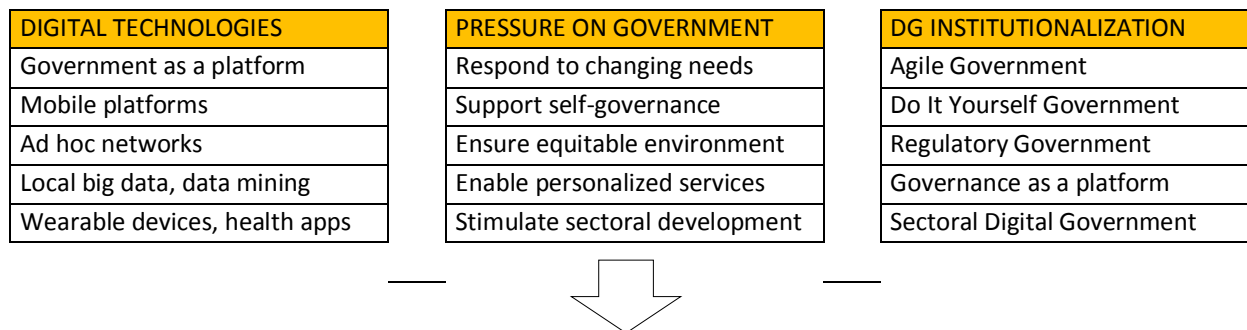 DIGITAL TECHNOLOGIES
Government as a platform
Mobile platforms
Ad hoc networks
Local big data, data mining
Wearable devices, health apps
PRESSURE ON GOVERNMENT
Respond to changing needs
Support self-governance
Ensure equitable environment
Enable personalized services
Stimulate sectoral development
DG INSTITUTIONALIZATION
Agile Government
Do It Yourself Government
Regulatory Government
Governance as a platform
Sectoral Digital Government